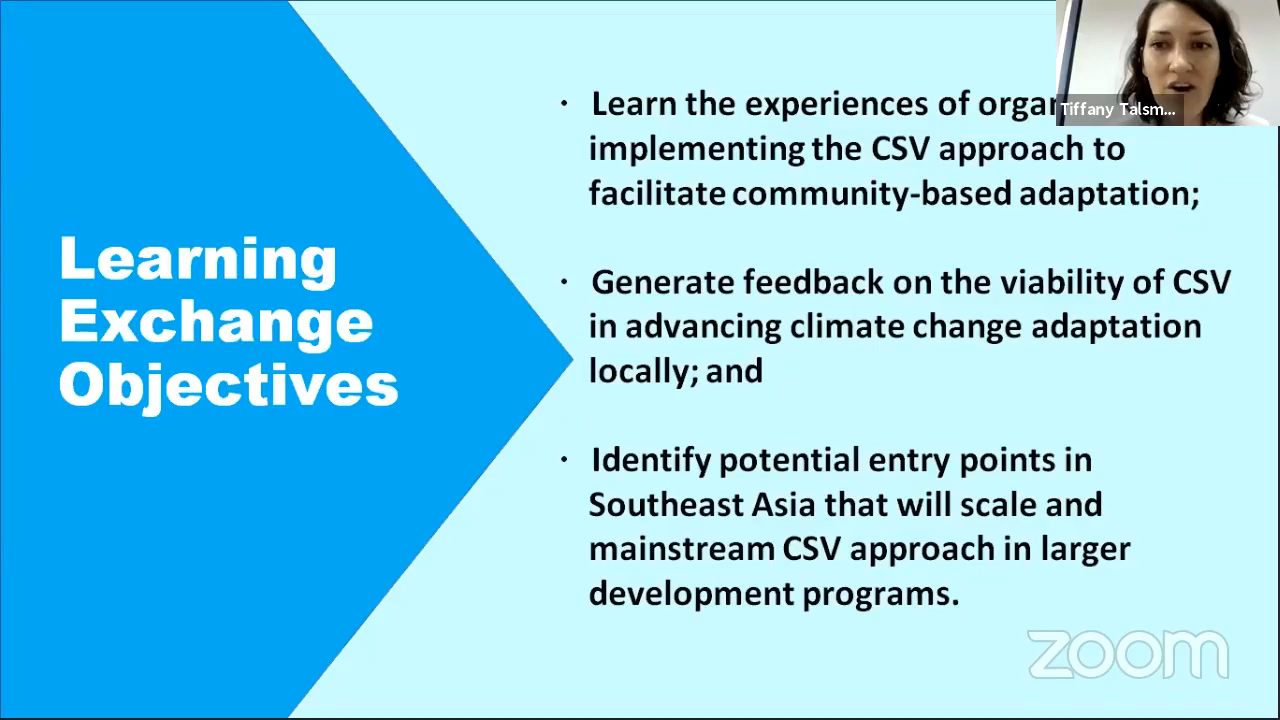 Learning
Exchange
Objectives
· Learn the experiences of
implementing the CSV approach to
facilitate community-based adaptation;
· Generate feedback on the viability of CSV
in advancing climate change adaptation
locally; and
· Identify potential entry points in
Southeast Asia that will scale and
mainstream CSV approach in larger
development programs.
Tiffany Talsm...
zoom